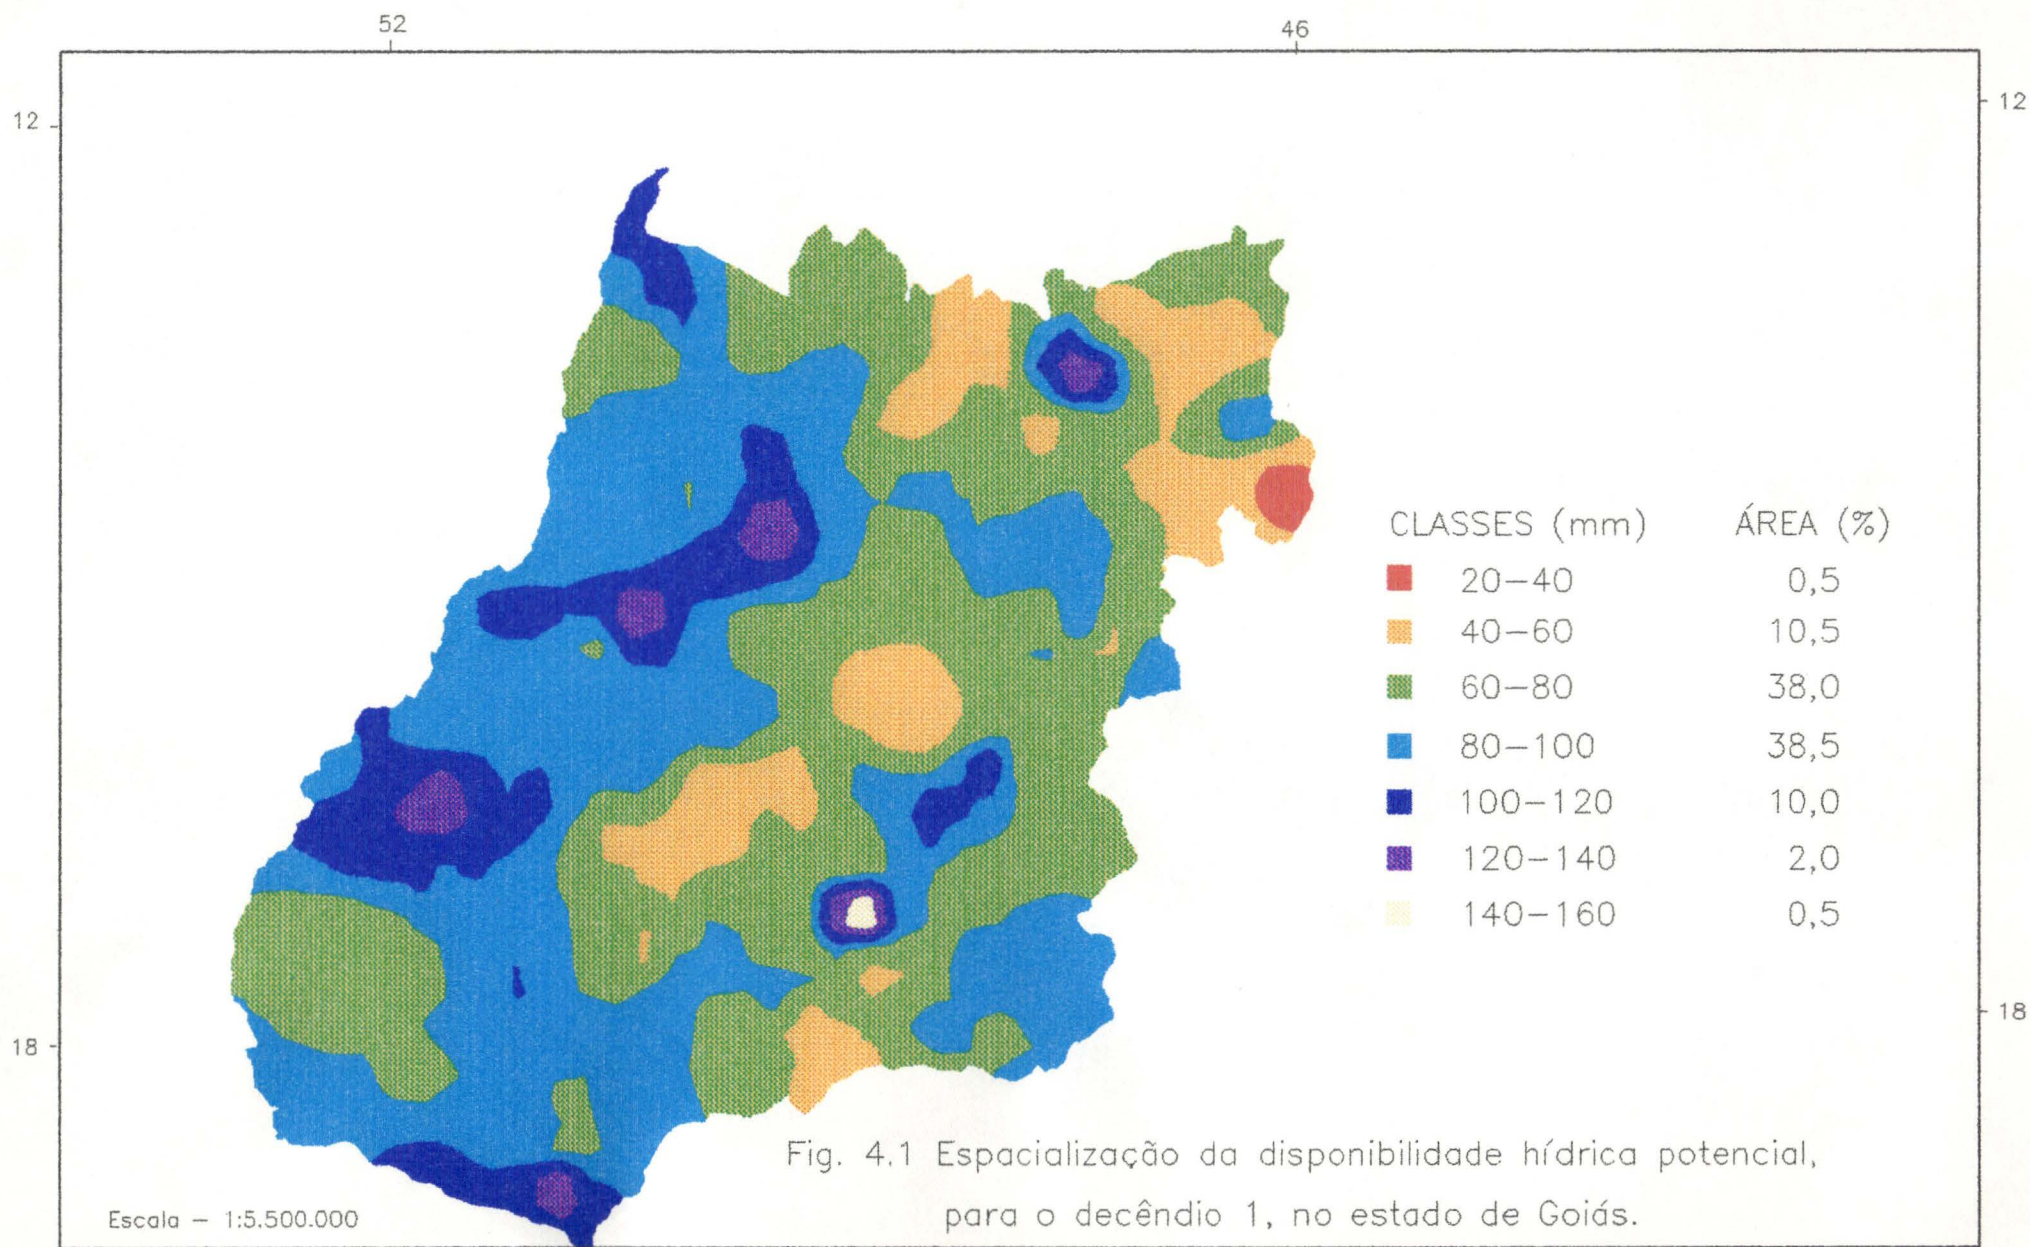 52 46
12 12
CLASSES (mm) ÁREA (%)
20-40 0,5
40-60 10,5
60-80 38,0
80-100 38,5
100-120 10,0
120-140 2,0
140-160 0,5
18 18
Fig. 4.1 Espacialização da disponibilidade hídrica potencial,
para o decêndio 1, no estado de Goiás.
Escala - 1:5.500.000